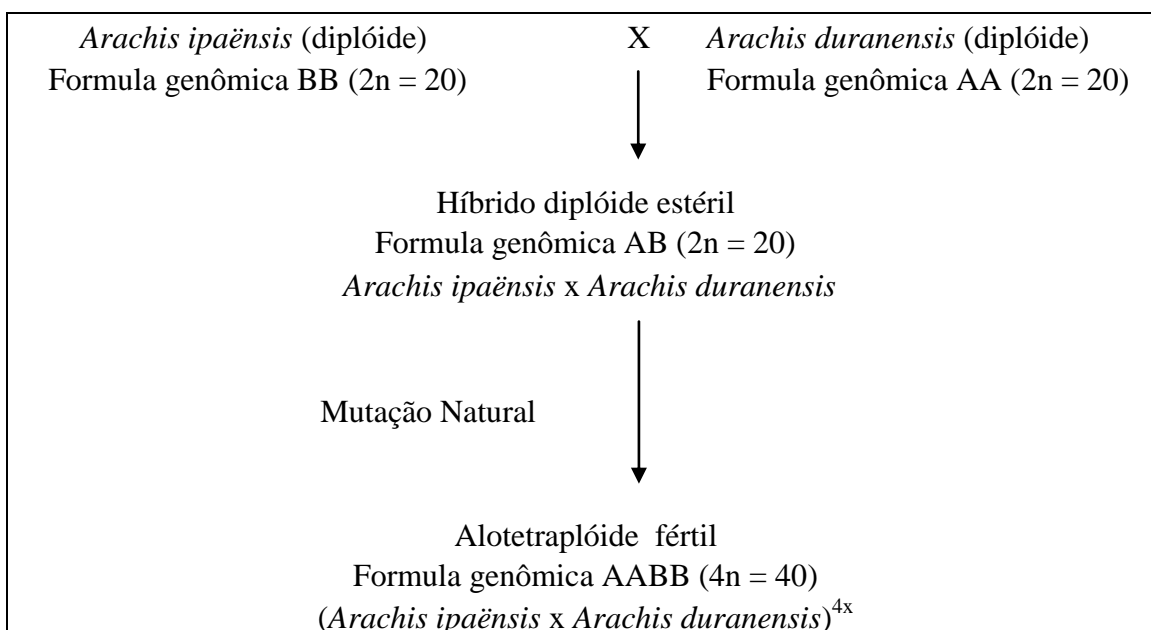 Arachis ipaënsis (diplóide) X Arachis duranensis (diplóide)
Formula genômica BB (2n = 20) Formula genômica AA (2n = 20)
Híbrido diplóide estéril
Formula genômica AB (2n = 20)
Arachis ipaënsis x Arachis duranensis
Mutação Natural
Alotetraplóide fértil
Formula genômica AABB (4n = 40)
(Arachis ipaënsis x Arachis duranensis)4x